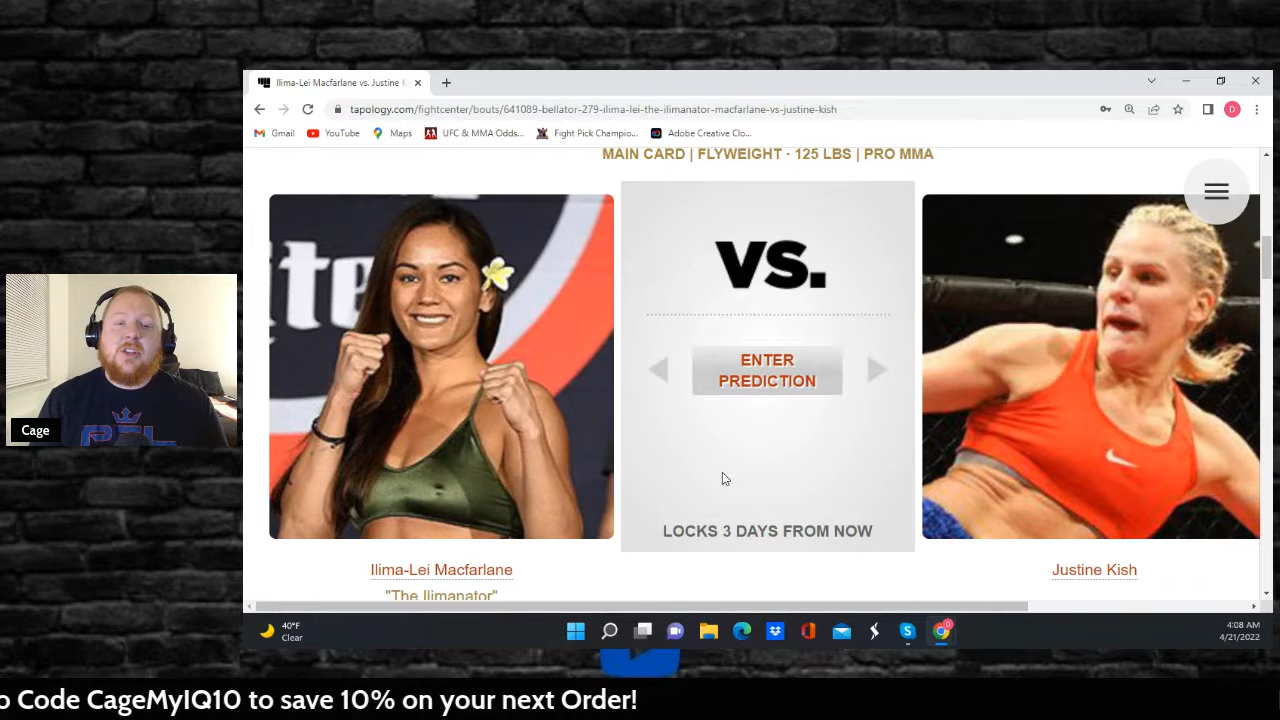 Ilima-Lei Macfarlane vs. Justine K
tapology.com/fightcenter/bouts/641089-bellator-279-ilima-lei-the-ilimanator-macfarlane-vs-justine-kish
D
Gmail
YouTube
Maps
UFC & MMA Odds...
Fight Pick Champio...
Adobe Creative Clo...
MAIN CARD | FLYWEIGHT · 125 LBS | PRO MMA
VS.
ENTER
PREDICTION
LOCKS 3 DAYS FROM NOW
Ilima-Lei Macfarlane
"The Ilimanator"
Justine Kish
Cage
PFL
40°F
Clear
4:08 AM
4/21/2022
o Code CageMyIQ10 to save 10% on your next Order!